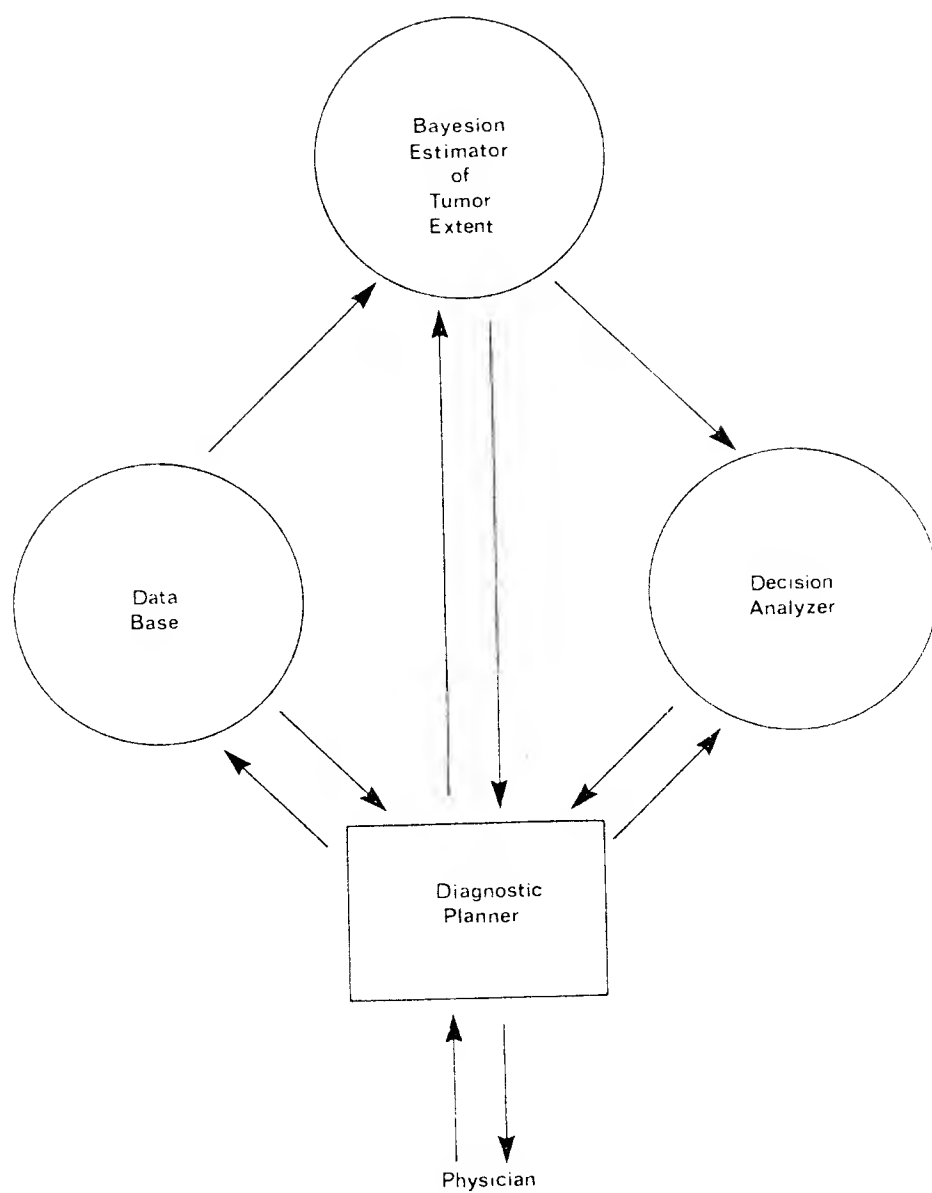 Bayesion
Estimator
of
Tumor
Extent
Data
Base
Decision
Analyzer
Diagnostic
Planner
Physician